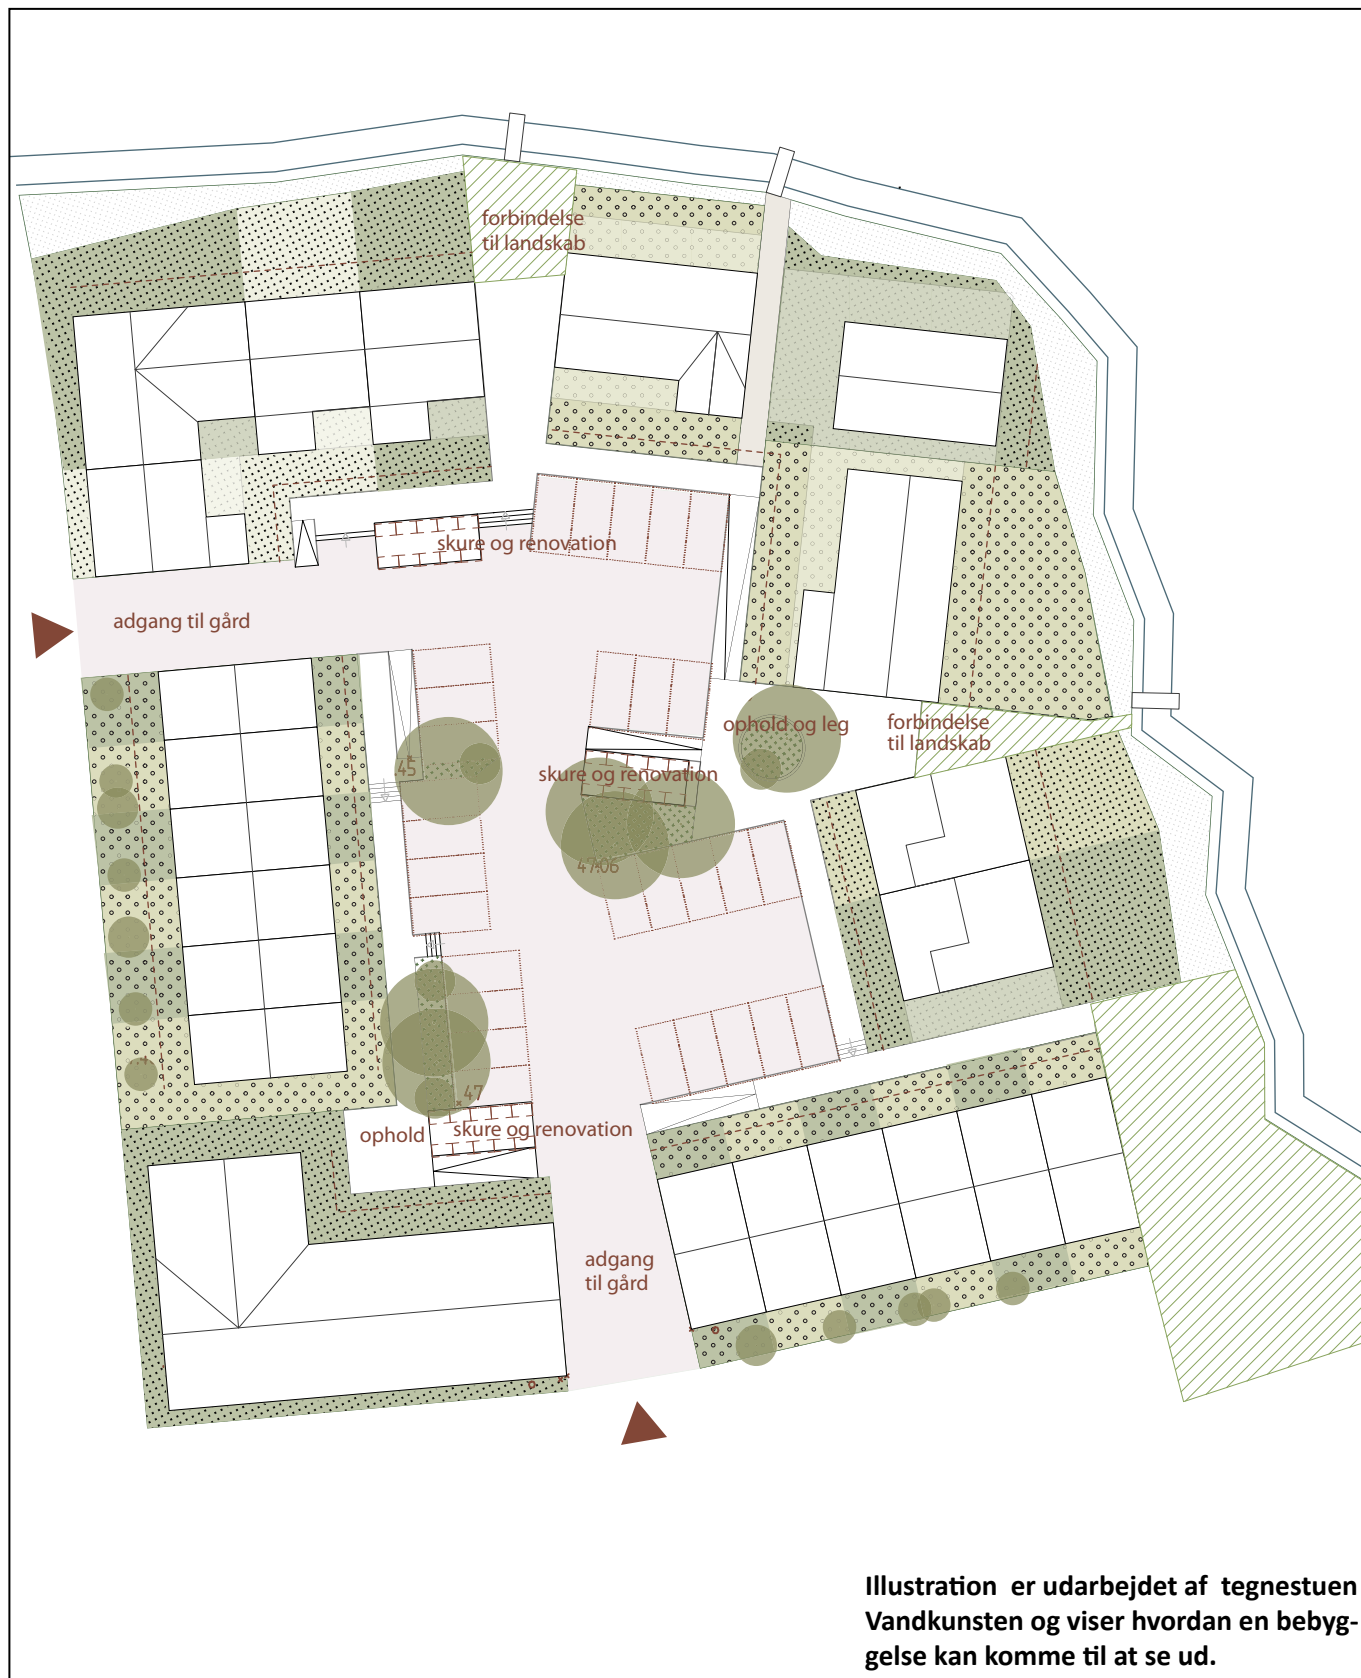 forbindelse
til landskab
skure og renovation
adgang til gård
ophold og leg
forbindelse
til landskab
45
skure og renovation
47.06
47
ophold
skure og renovation
adgang
til gård
Illustration er udarbejdet af tegnestuen
Vandkunsten og viser hvordan en bebyg-
gelse kan komme til at se ud.